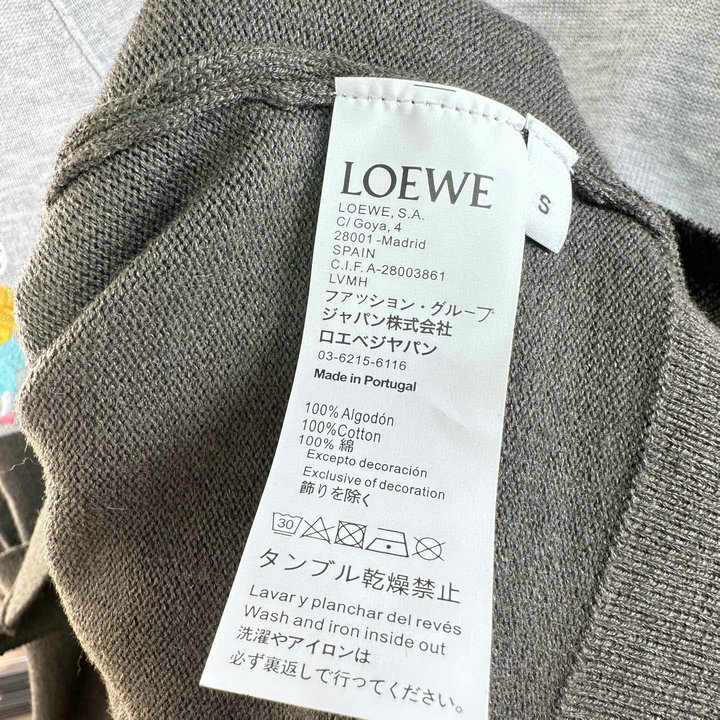 LOEWE
S
LOEWE, S.A.
C/ Goya, 4
28001 -Madrid
SPAIN
C.I.F. A-28003861
LVMH
ファッション・グループ
ジャパン株式会社
ロエベジャパン
03-6215-6116
Made in Portugal
100% Algodón
100%Cotton
100% 綿
Excepto decoración
Exclusive of decoration
飾りを除く
30
タンブル乾燥禁止
Lavar y planchar del revés
Wash and iron inside out
洗濯やアイロンは
必ず裏返しで行ってください。